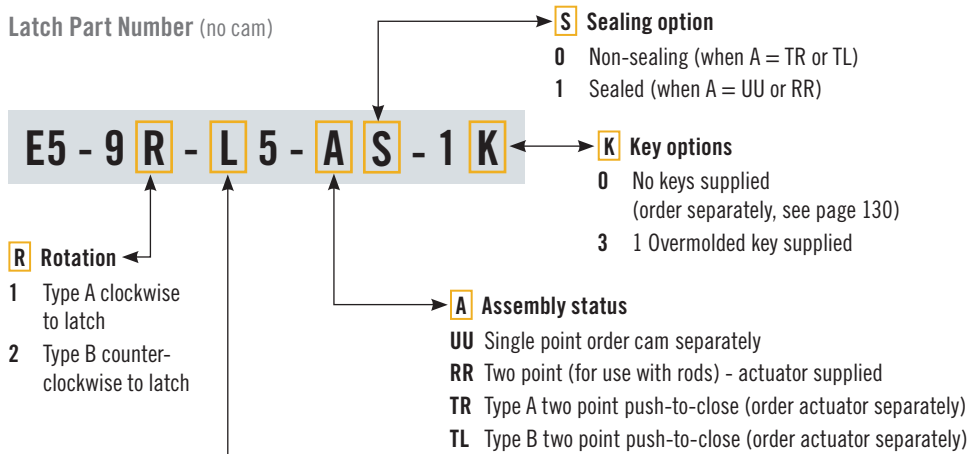 Latch Part Number (no cam)
E5 - 9 R - L 5 - A S - 1 K
S Sealing option
0 Non-sealing (when A = TR or TL)
1 Sealed (when A = UU or RR)
K Key options
0 No keys supplied
(order separately, see page 130)
3 1 Overmolded key supplied
R Rotation
1 Type A clockwise
to latch
2 Type B counter-
clockwise to latch
A Assembly status
UU Single point order cam separately
RR Two point (for use with rods) - actuator supplied
TR Type A two point push-to-close (order actuator separately)
TL Type B two point push-to-close (order actuator separately)